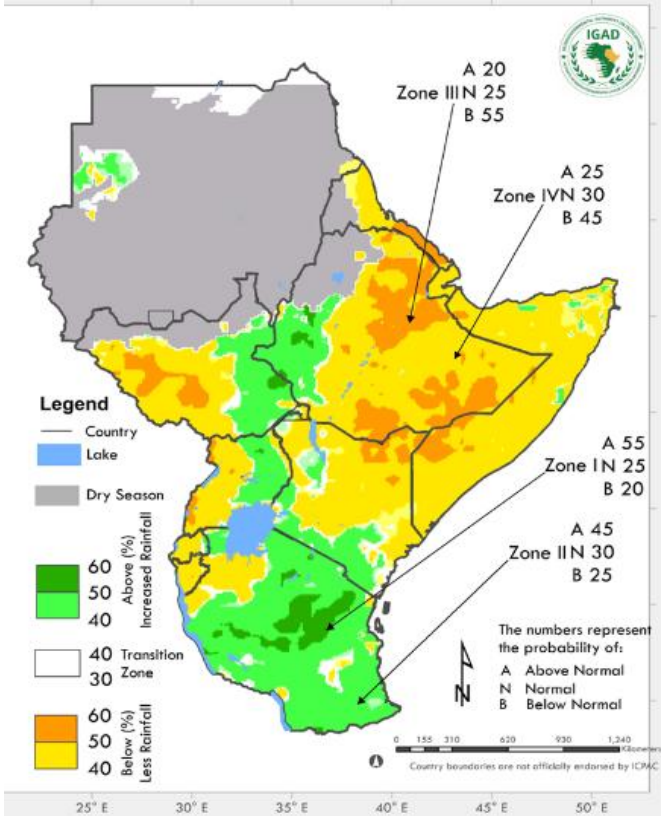 IGAD
A 20
Zone III N 25
B 55
A 25
Zone IV N 30
B 45
A 55
Zone I N 25
B 20
A 45
Zone II N 30
B 25
Legend
Country
Lake
Dry Season
60
50
40
Above (%)
Increased Rainfall
40
30
Transition
Zone
60
50
40
Below (%)
Less Rainfall
The numbers represent
the probability of:
A Above Normal
N Normal
B Below Normal
N
0 155 310 620 930 1,240
Kilometers
Country boundaries are not officially endorsed by ICPAC
25° E 30° E 35° E 40° E 45° E 50° E